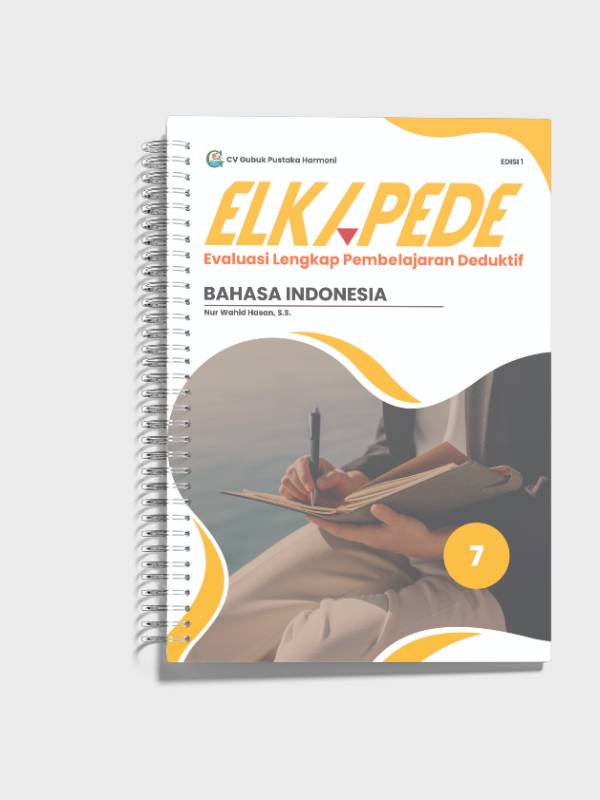 CV Gubuk Pustaka Harmoni
EDISI 1
ELKAPEDE
Evaluasi Lengkap Pembelajaran Deduktif
BAHASA INDONESIA
Nur Wahid Hasan, S.S.
7